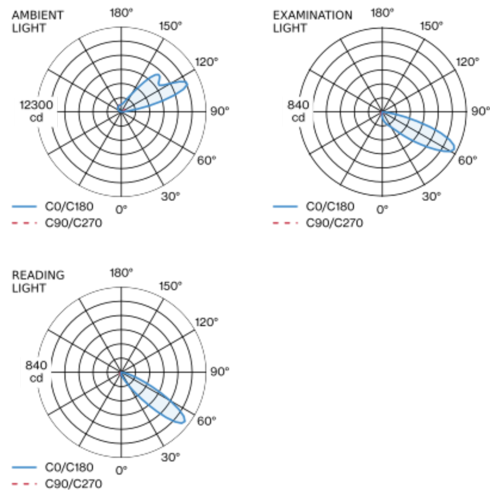 AMBIENT
LIGHT
180°
150°
120°
12300
cd
90°
60°
30°
0°
C0/C180
C90/C270
EXAMINATION
LIGHT
180°
150°
120°
840
cd
90°
60°
30°
0°
C0/C180
C90/C270
READING
LIGHT
180°
150°
120°
840
cd
90°
60°
30°
0°
C0/C180
C90/C270